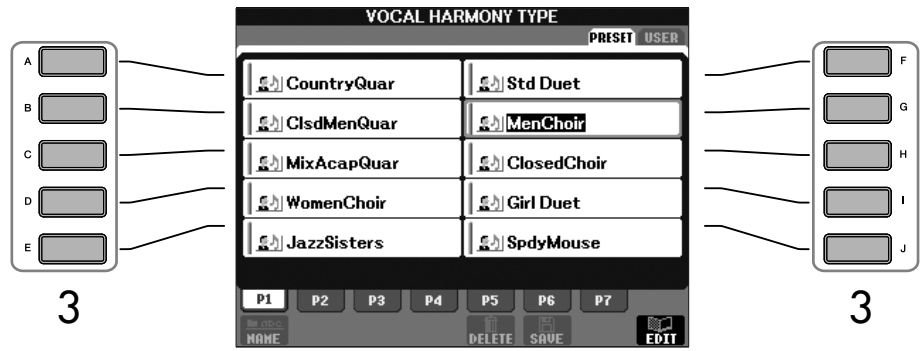 VOCAL HARMONY TYPE
PRESET USER
A CountryQuar Std Duet F
B ClsdMenQuar MenChoir G
C MixAcapQuar ClosedChoir H
D WomenChoir Girl Duet I
E JazzSisters SpdyMouse J
3 3
P1 P2 P3 P4 P5 P6 P7
abc.
NAME DELETE SAVE EDIT